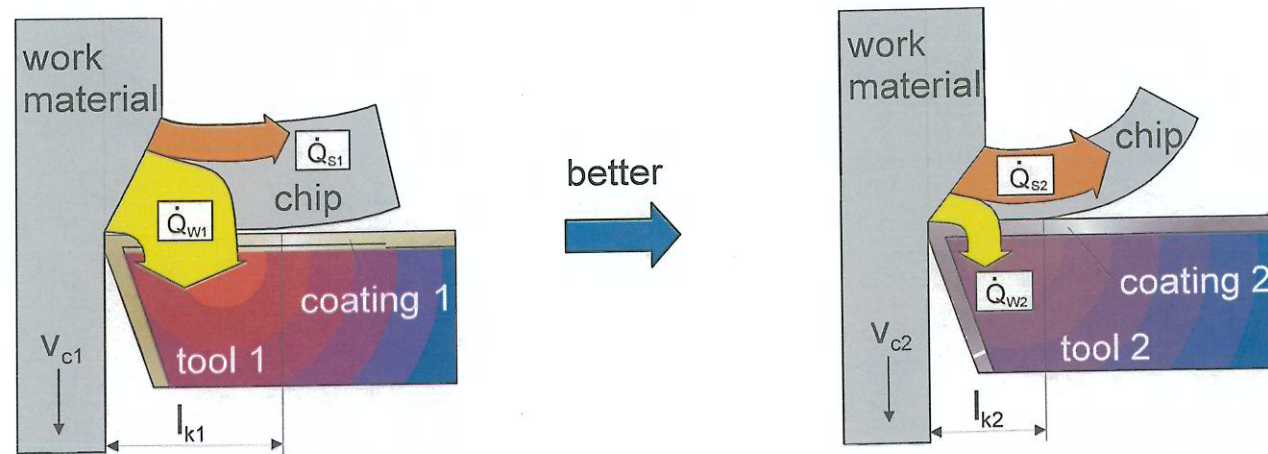 work
material
Q̇S1
chip
Q̇W1
coating 1
tool 1
vc1
lk1
better
work
material
chip
Q̇S2
Q̇W2
coating 2
tool 2
vc2
lk2